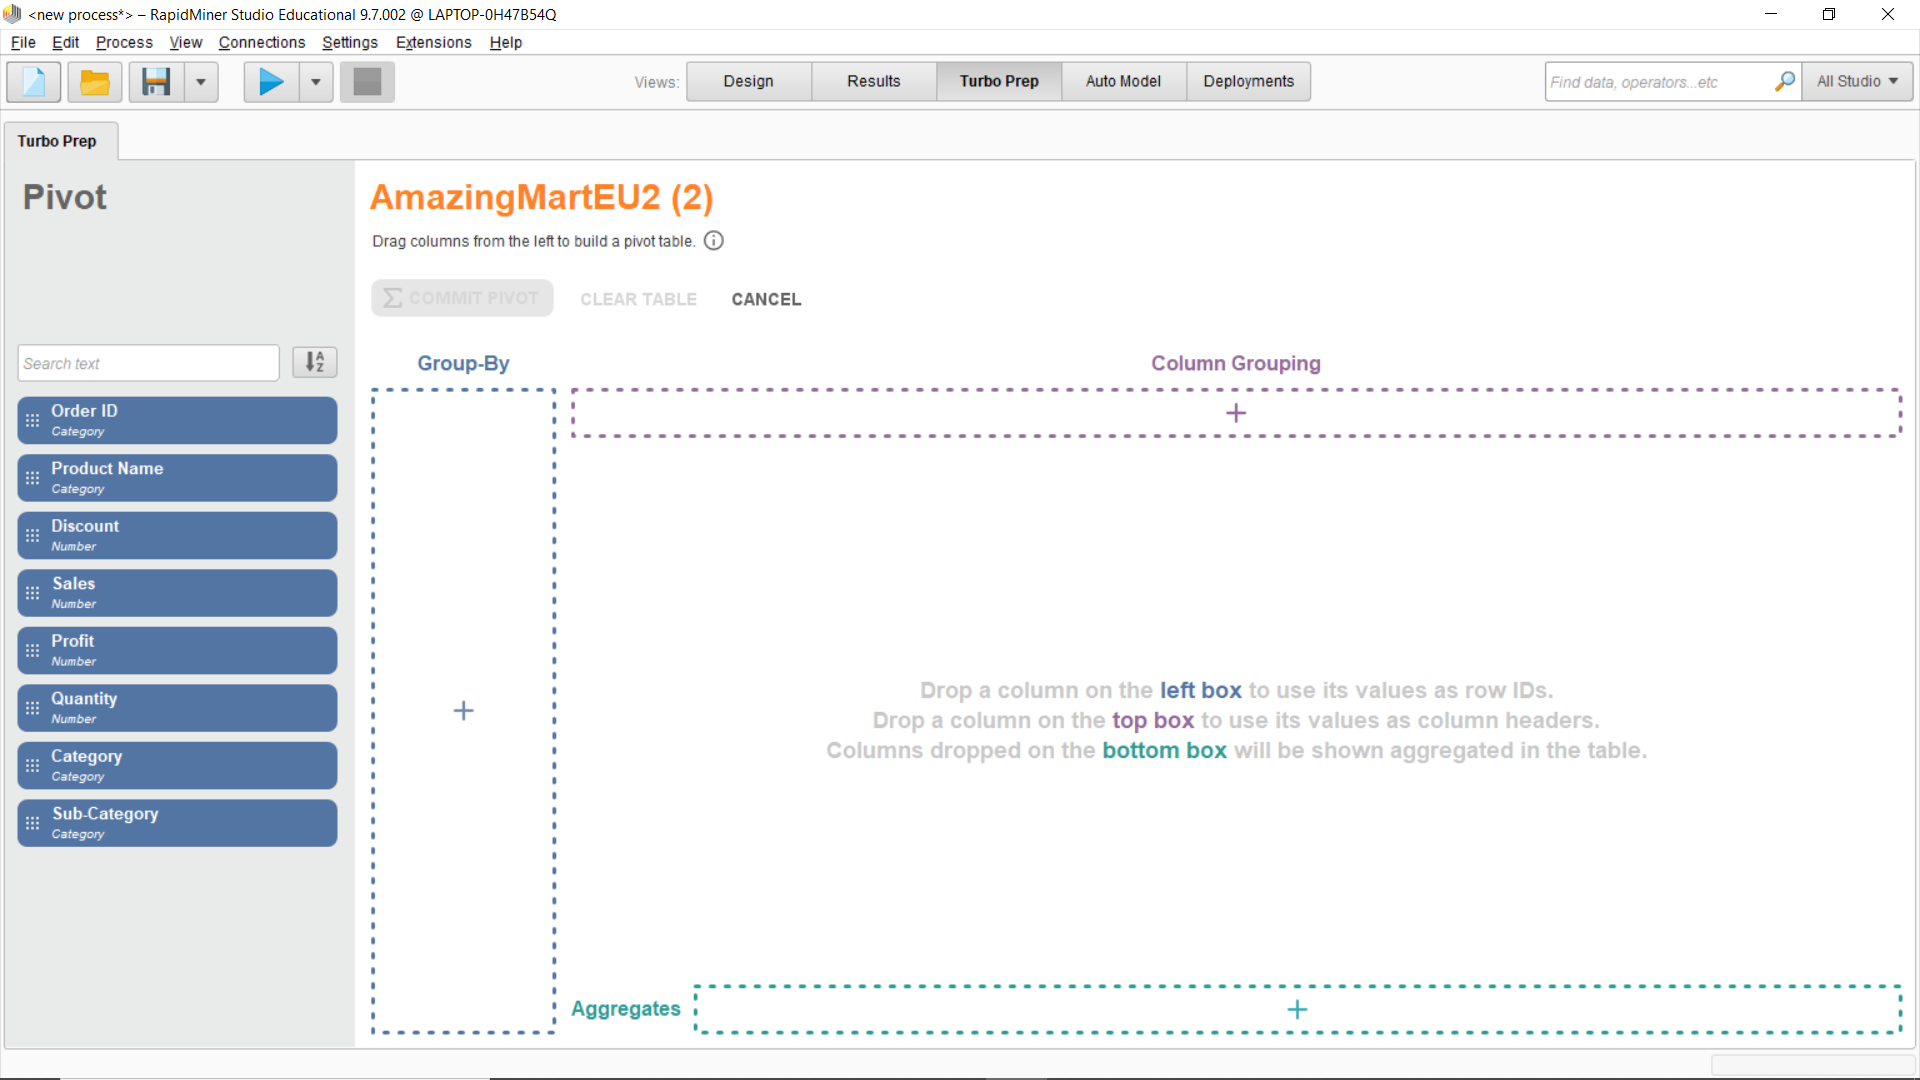 <new process*> – RapidMiner Studio Educational 9.7.002 @ LAPTOP-0H47B54Q
File Edit Process View Connections Settings Extensions Help
Views: Design Results Turbo Prep Auto Model Deployments Find data, operators...etc All Studio
Turbo Prep
Pivot
AmazingMartEU2 (2)
Drag columns from the left to build a pivot table.
COMMIT PIVOT CLEAR TABLE CANCEL
Search text
Group-By
Column Grouping
Order ID
Category
Product Name
Category
Discount
Number
Sales
Number
Profit
Number
Quantity
Number
Category
Category
Sub-Category
Category
Drop a column on the left box to use its values as row IDs.
Drop a column on the top box to use its values as column headers.
Columns dropped on the bottom box will be shown aggregated in the table.
Aggregates